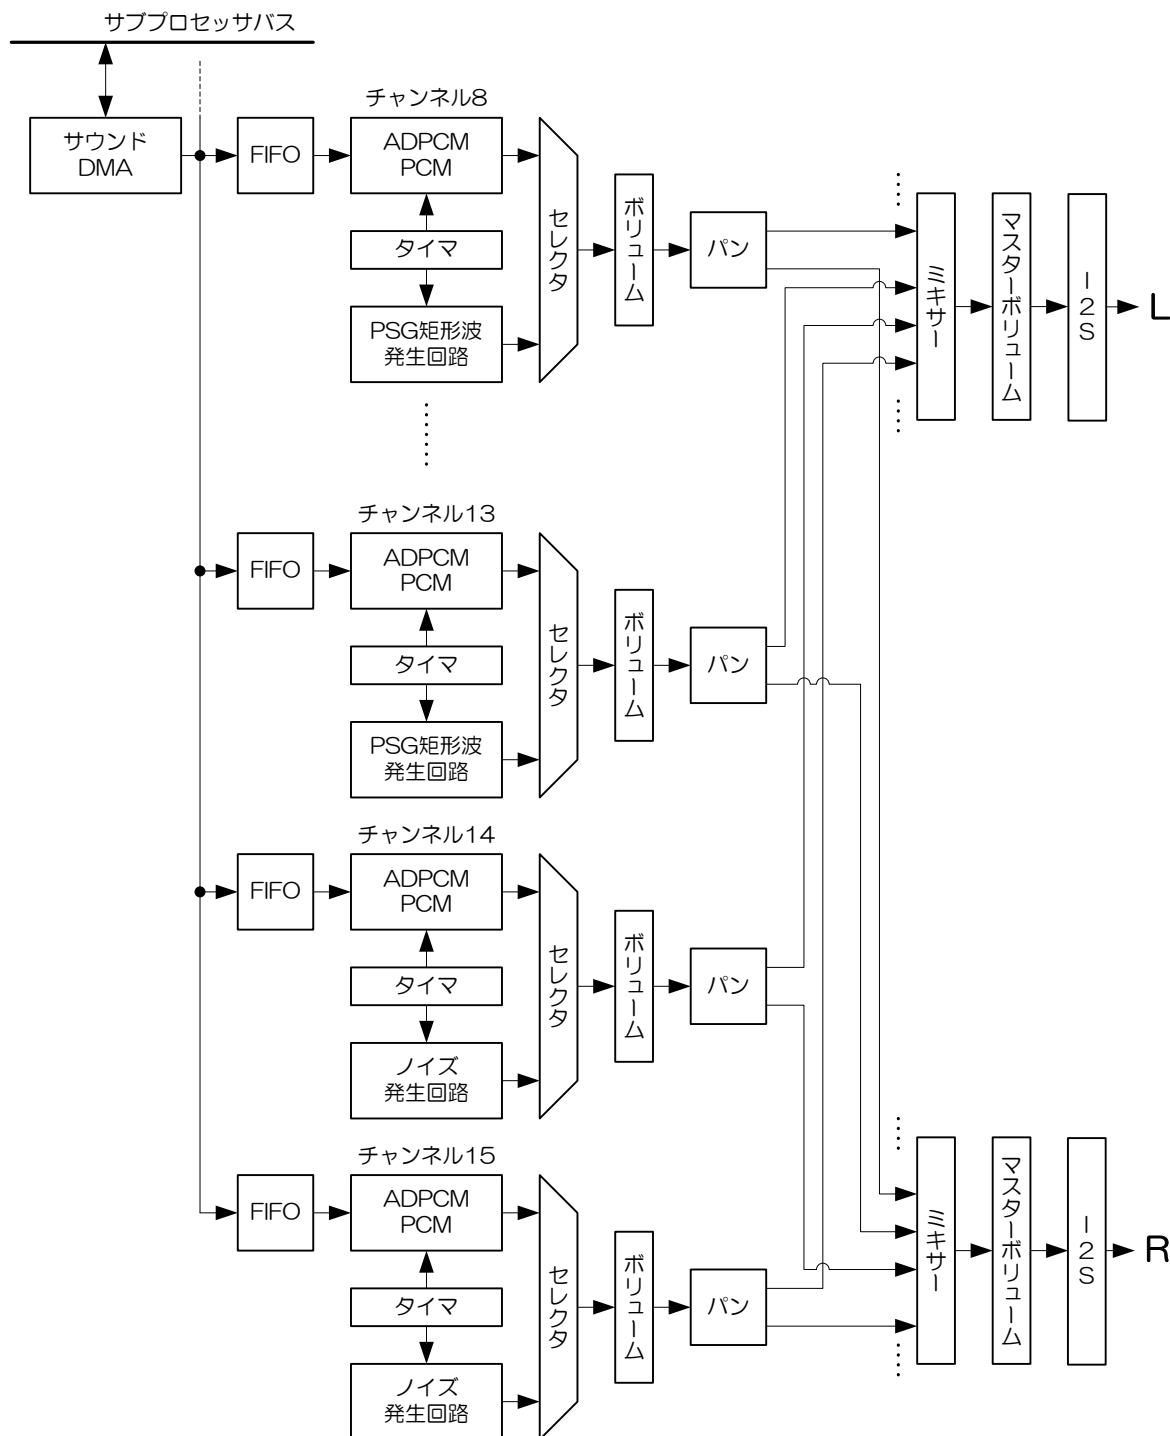 サブプロセッサバス
サウンド
DMA
FIFO
チャンネル8
ADPCM
PCM
タイマ
PSG矩形波
発生回路
セレクタ
ボリューム
パン
ミキサー
マスターボリューム
I2S
L
チャンネル13
FIFO
ADPCM
PCM
タイマ
PSG矩形波
発生回路
セレクタ
ボリューム
パン
チャンネル14
FIFO
ADPCM
PCM
タイマ
ノイズ
発生回路
セレクタ
ボリューム
パン
チャンネル15
FIFO
ADPCM
PCM
タイマ
ノイズ
発生回路
セレクタ
ボリューム
パン
ミキサー
マスターボリューム
I2S
R